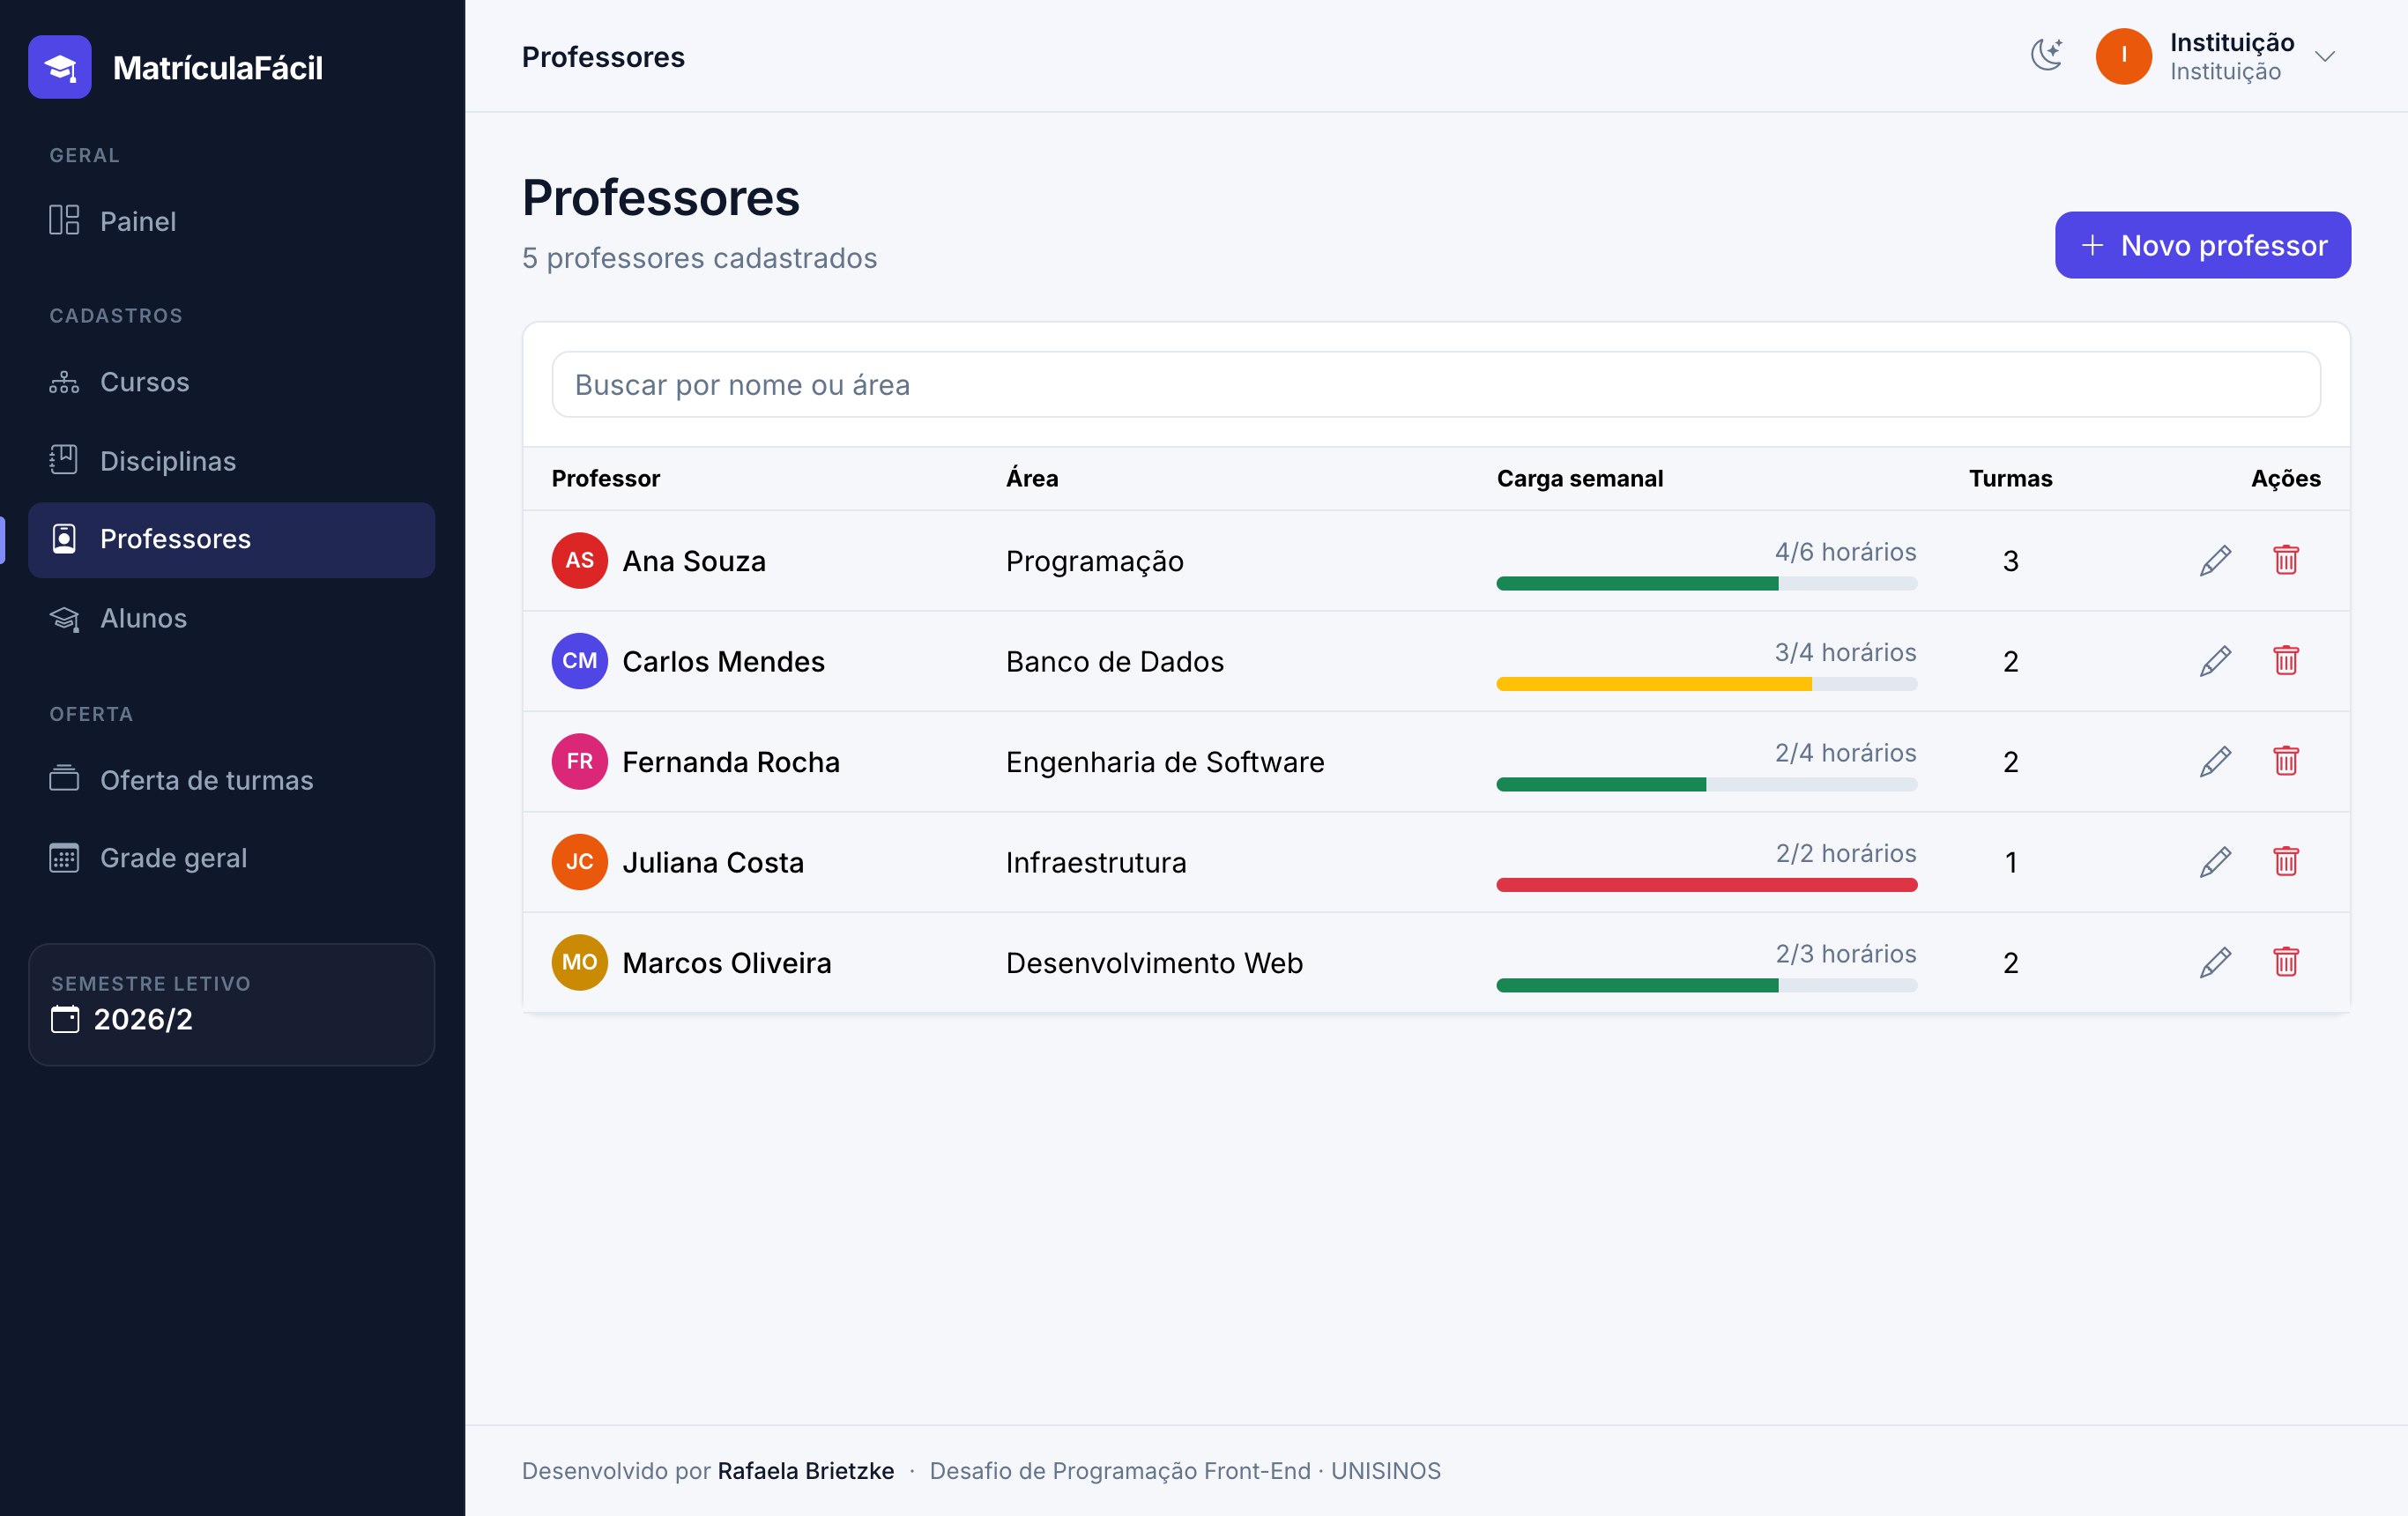 MatrículaFácil
GERAL
Painel
CADASTROS
Cursos
Disciplinas
Professores
Alunos
OFERTA
Oferta de turmas
Grade geral
SEMESTRE LETIVO
2026/2
Professores
I
Instituição
Instituição
Professores
5 professores cadastrados
Novo professor
Buscar por nome ou área
Professor Área Carga semanal Turmas Ações
AS Ana Souza Programação 4/6 horários 3
CM Carlos Mendes Banco de Dados 3/4 horários 2
FR Fernanda Rocha Engenharia de Software 2/4 horários 2
JC Juliana Costa Infraestrutura 2/2 horários 1
MO Marcos Oliveira Desenvolvimento Web 2/3 horários 2
Desenvolvido por Rafaela Brietzke · Desafio de Programação Front-End · UNISINOS